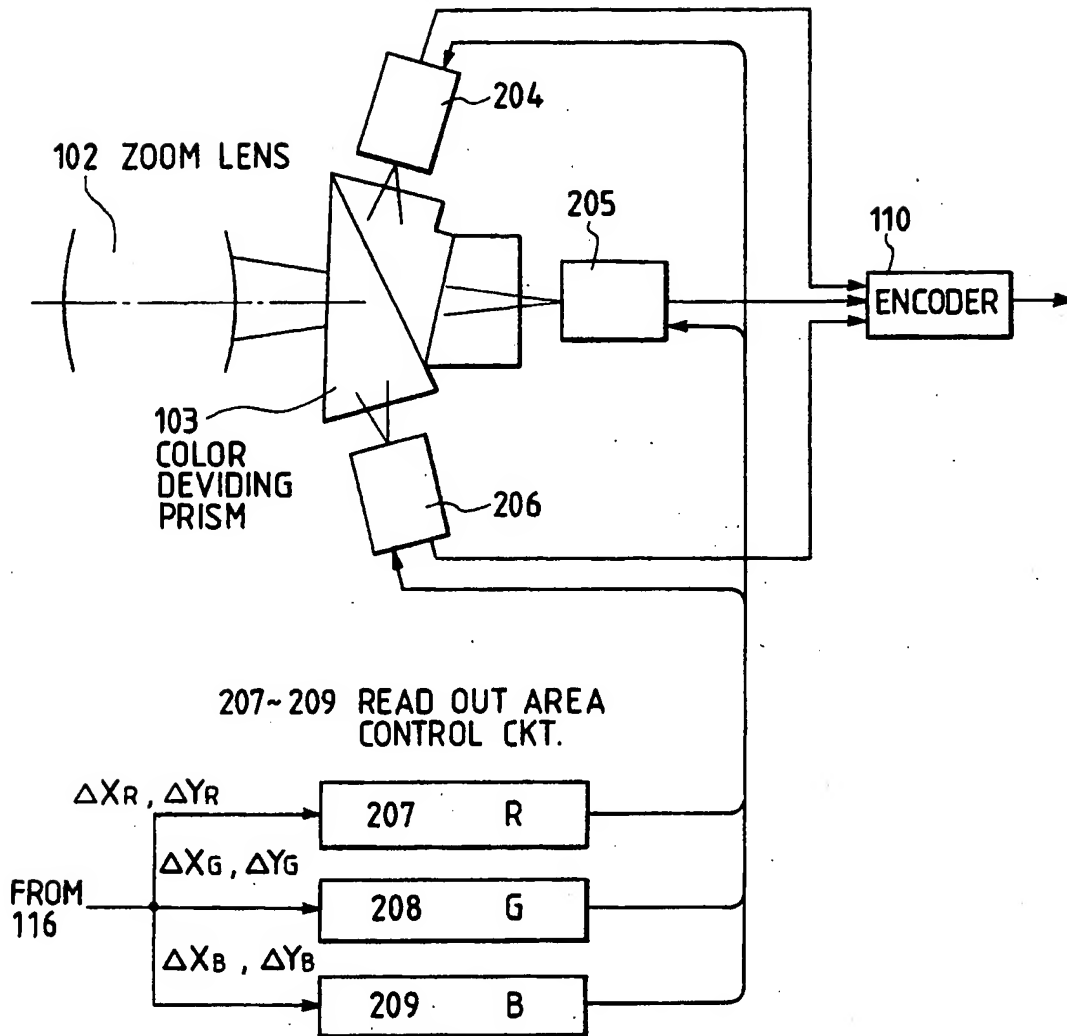 204
102 ZOOM LENS
205
110
ENCODER
103
COLOR
DEVIDING
PRISM
206
207~209 READ OUT AREA
CONTROL CKT.
ΔXR, ΔYR
207 R
ΔXG, ΔYG
FROM
116
208 G
ΔXB, ΔYB
209 B